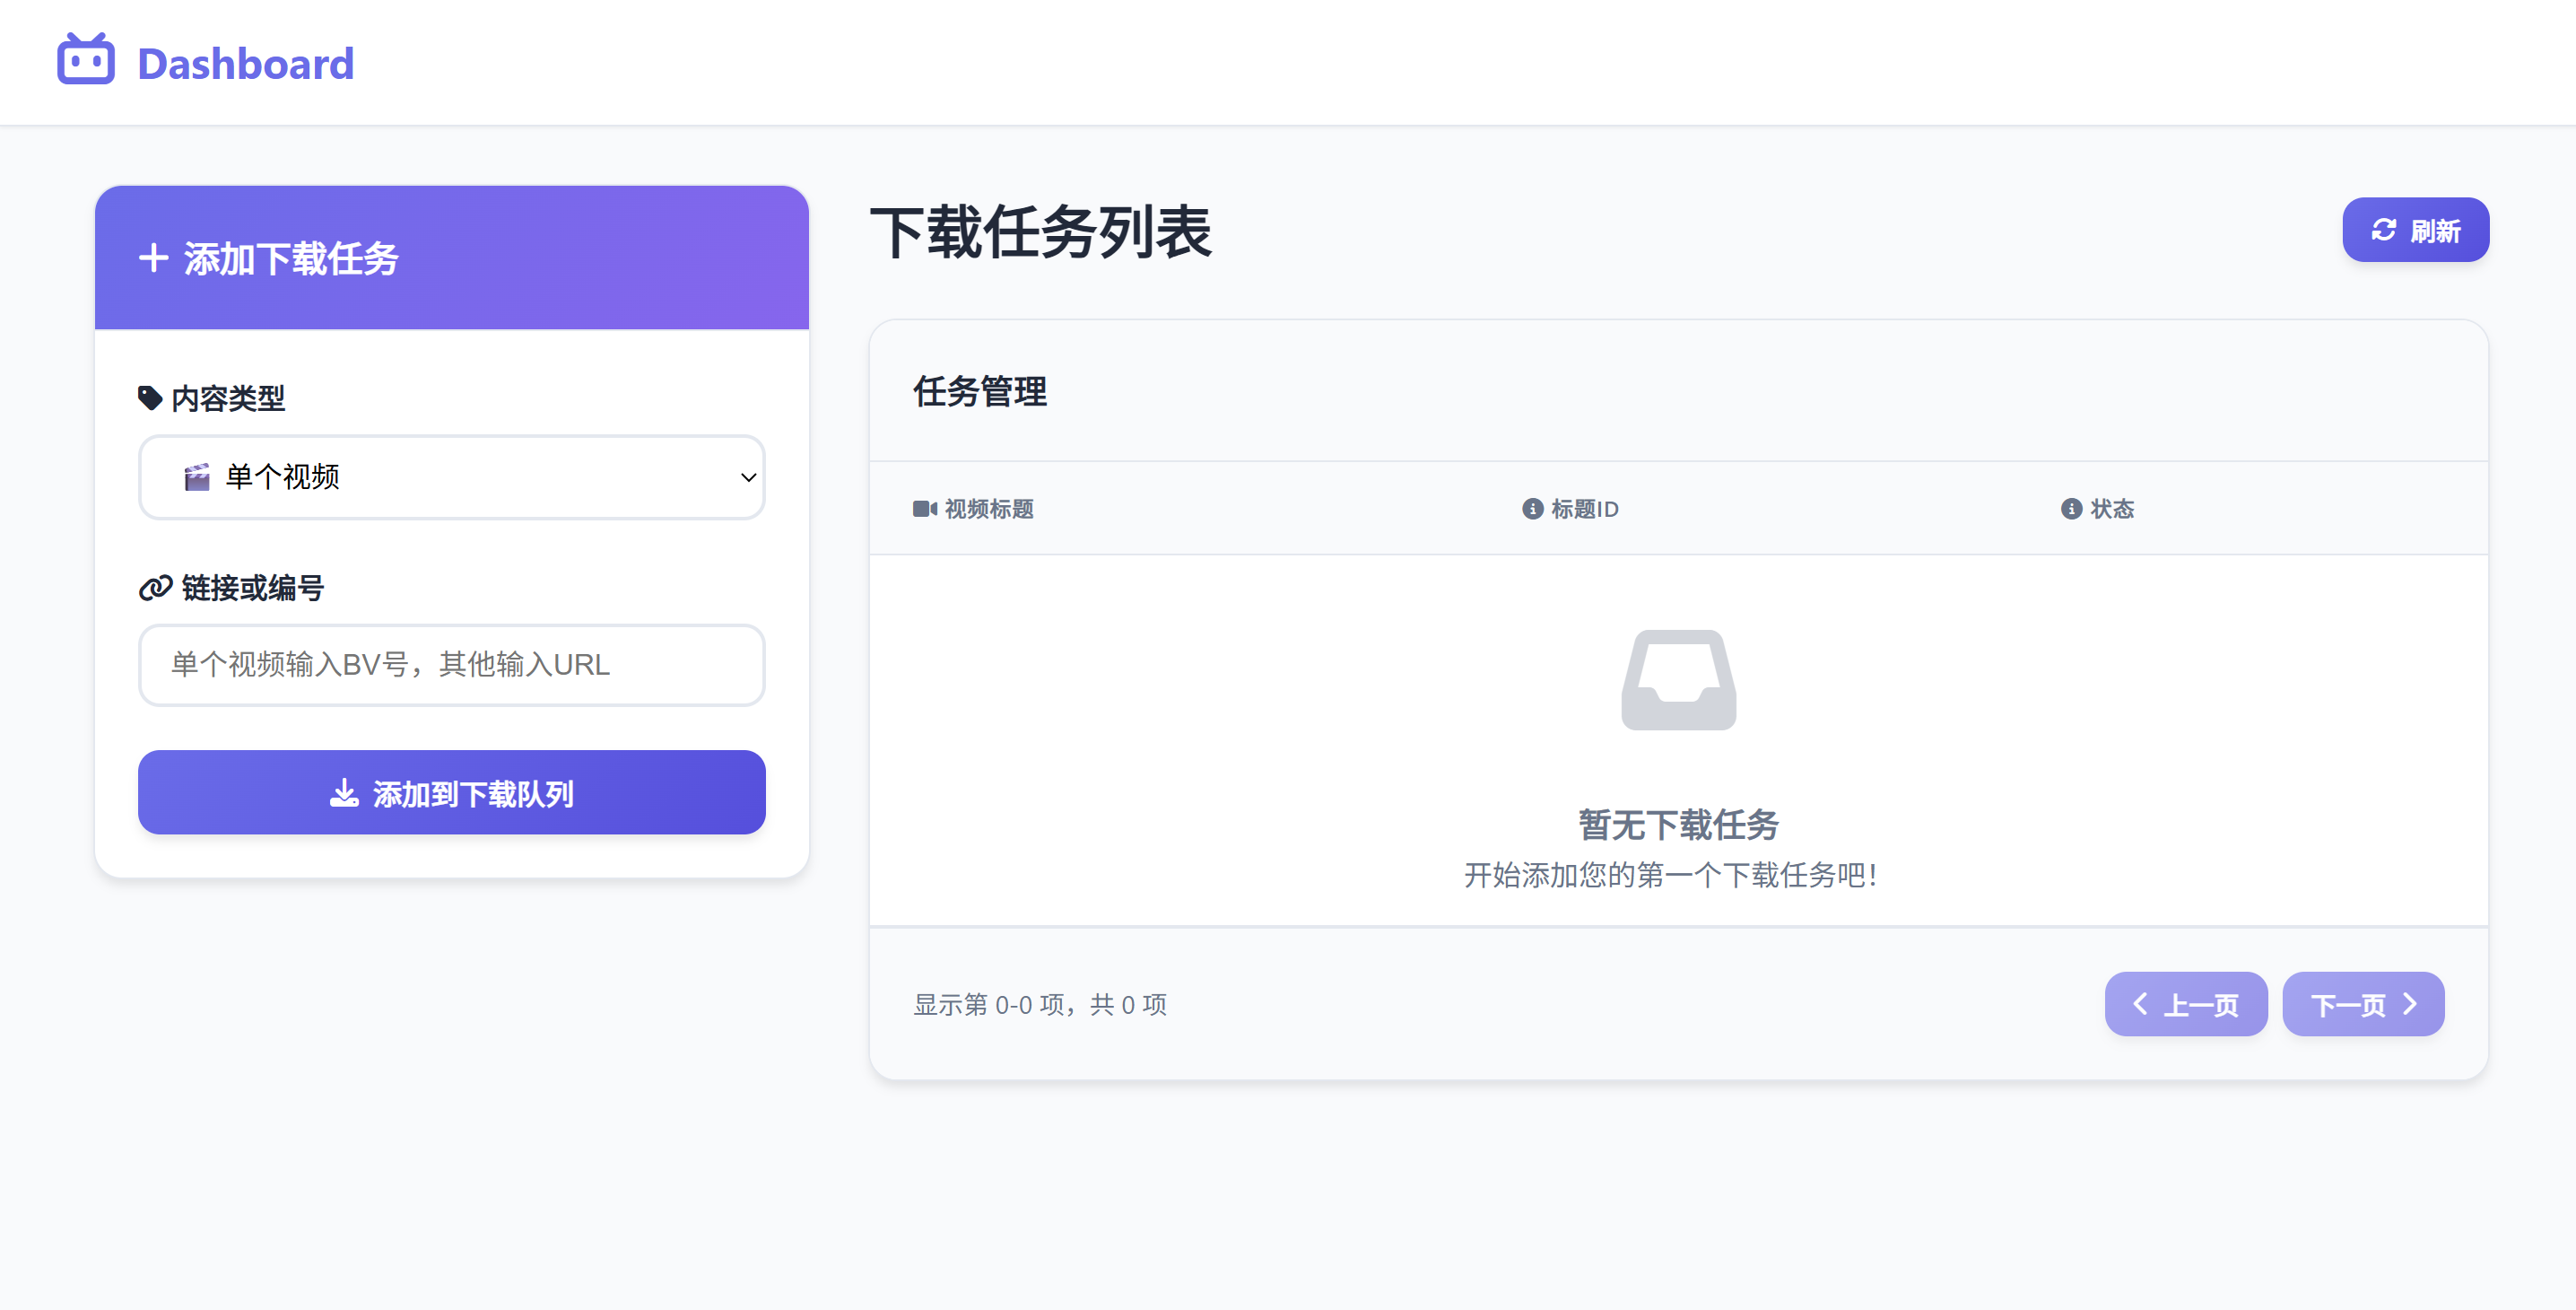 Dashboard
添加下载任务
内容类型
单个视频
链接或编号
单个视频输入BV号，其他输入URL
添加到下载队列
下载任务列表
刷新
任务管理
视频标题 标题ID 状态
暂无下载任务
开始添加您的第一个下载任务吧！
显示第 0-0 项，共 0 项
上一页 下一页